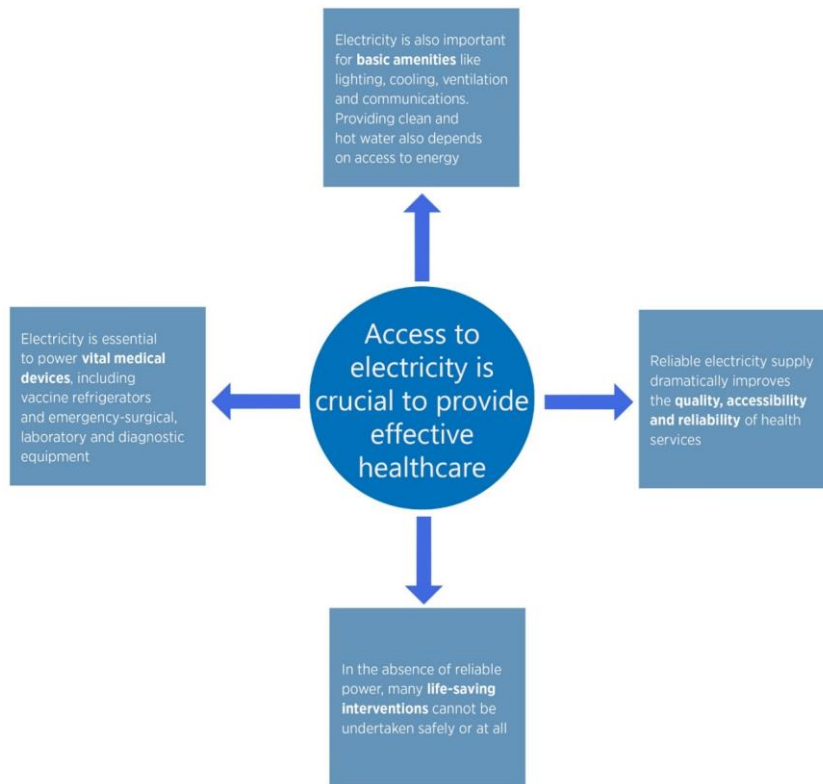 Electricity is also important
for basic amenities like
lighting, cooling, ventilation
and communications.
Providing clean and
hot water also depends
on access to energy
Electricity is essential
to power vital medical
devices, including
vaccine refrigerators
and emergency-surgical,
laboratory and diagnostic
equipment
Access to
electricity is
crucial to provide
effective
healthcare
Reliable electricity supply
dramatically improves
the quality, accessibility
and reliability of health
services
In the absence of reliable
power, many life-saving
interventions cannot be
undertaken safely or at all